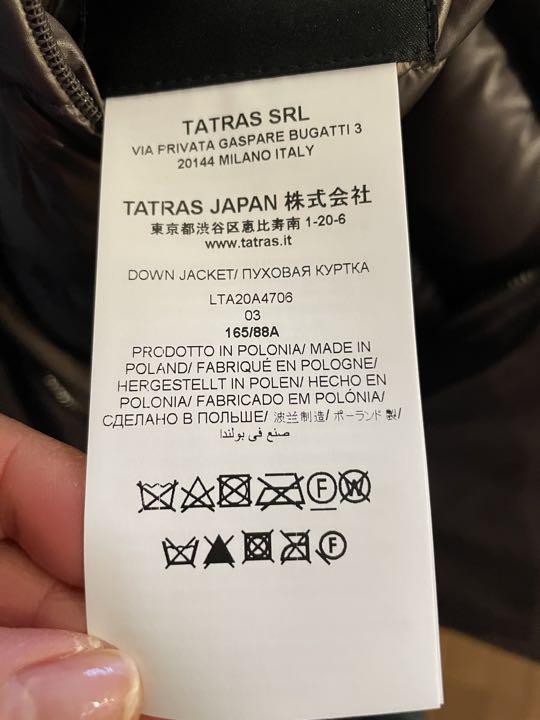 TATRAS SRL
VIA PRIVATA GASPARE BUGATTI 3
20144 MILANO ITALY
TATRAS JAPAN 株式会社
東京都渋谷区恵比寿南 1-20-6
www.tatras.it
DOWN JACKET/ ПУХОВАЯ КУРТКА
LTA20A4706
03
165/88A
PRODOTTO IN POLONIA/ MADE IN
POLAND/ FABRIQUÉ EN POLOGNE/
HERGESTELLT IN POLEN/ HECHO EN
POLONIA/ FABRICADO EM POLÓNIA/
СДЕЛАНО В ПОЛЬШЕ/ 波兰制造/ ポーランド 製/
صنع في بولندا
F W
F